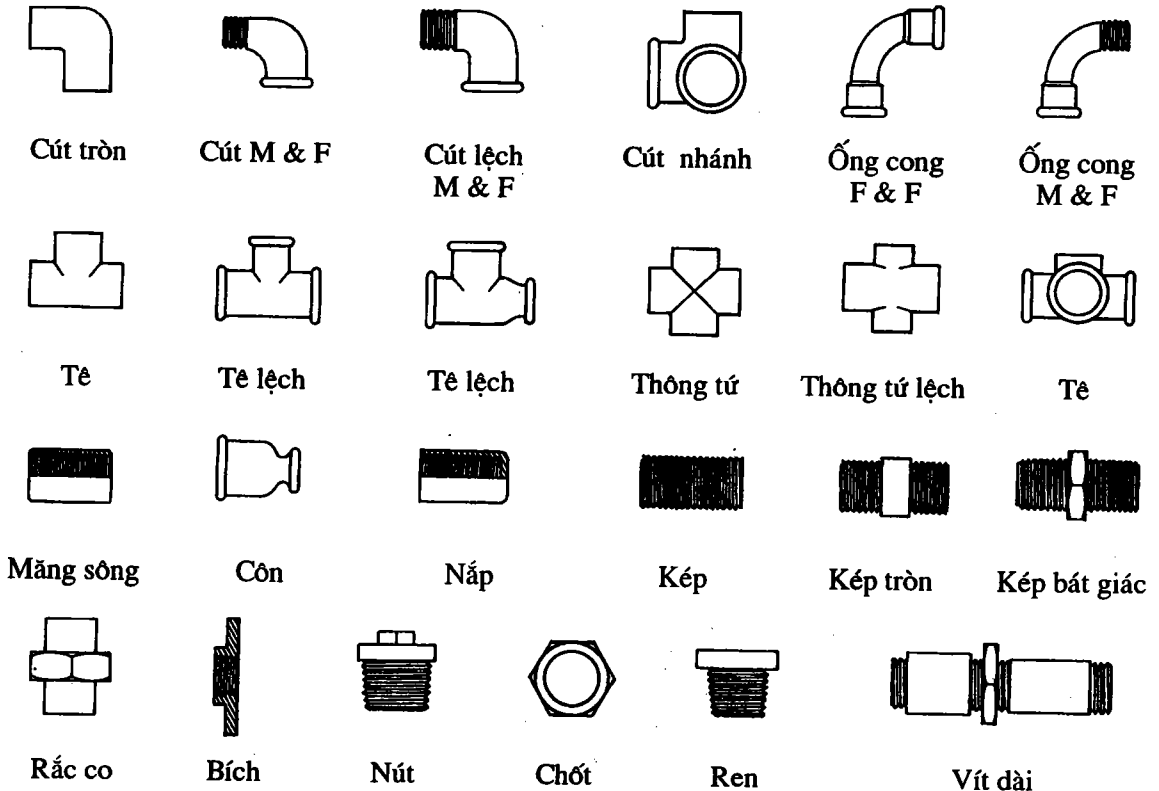 Cút tròn
Cút M & F
Cút lệch
M & F
Cút nhánh
Ống cong
F & F
Ống cong
M & F
Tê
Tê lệch
Tê lệch
Thông tứ
Thông tứ lệch
Tê
Măng sông
Côn
Nắp
Kép
Kép tròn
Kép bát giác
Rắc co
Bích
Nút
Chốt
Ren
Vít dài